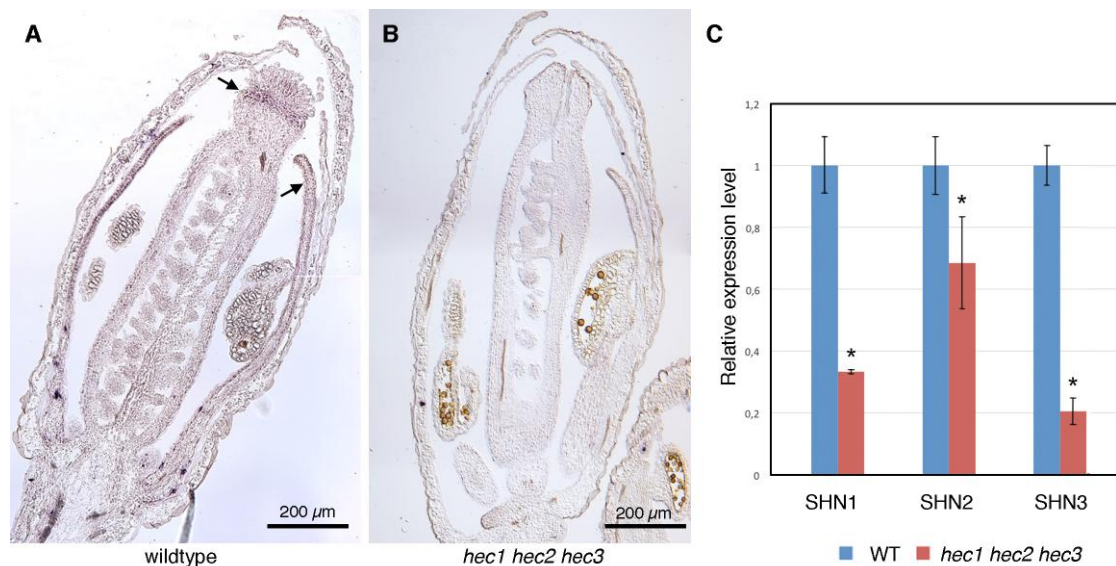 A
200 µm
wildtype
B
200 µm
hec1 hec2 hec3
C
Relative expression level
1,2
1
0,8
0,6
0,4
0,2
0
*
*
*
SHN1 SHN2 SHN3
WT hec1 hec2 hec3